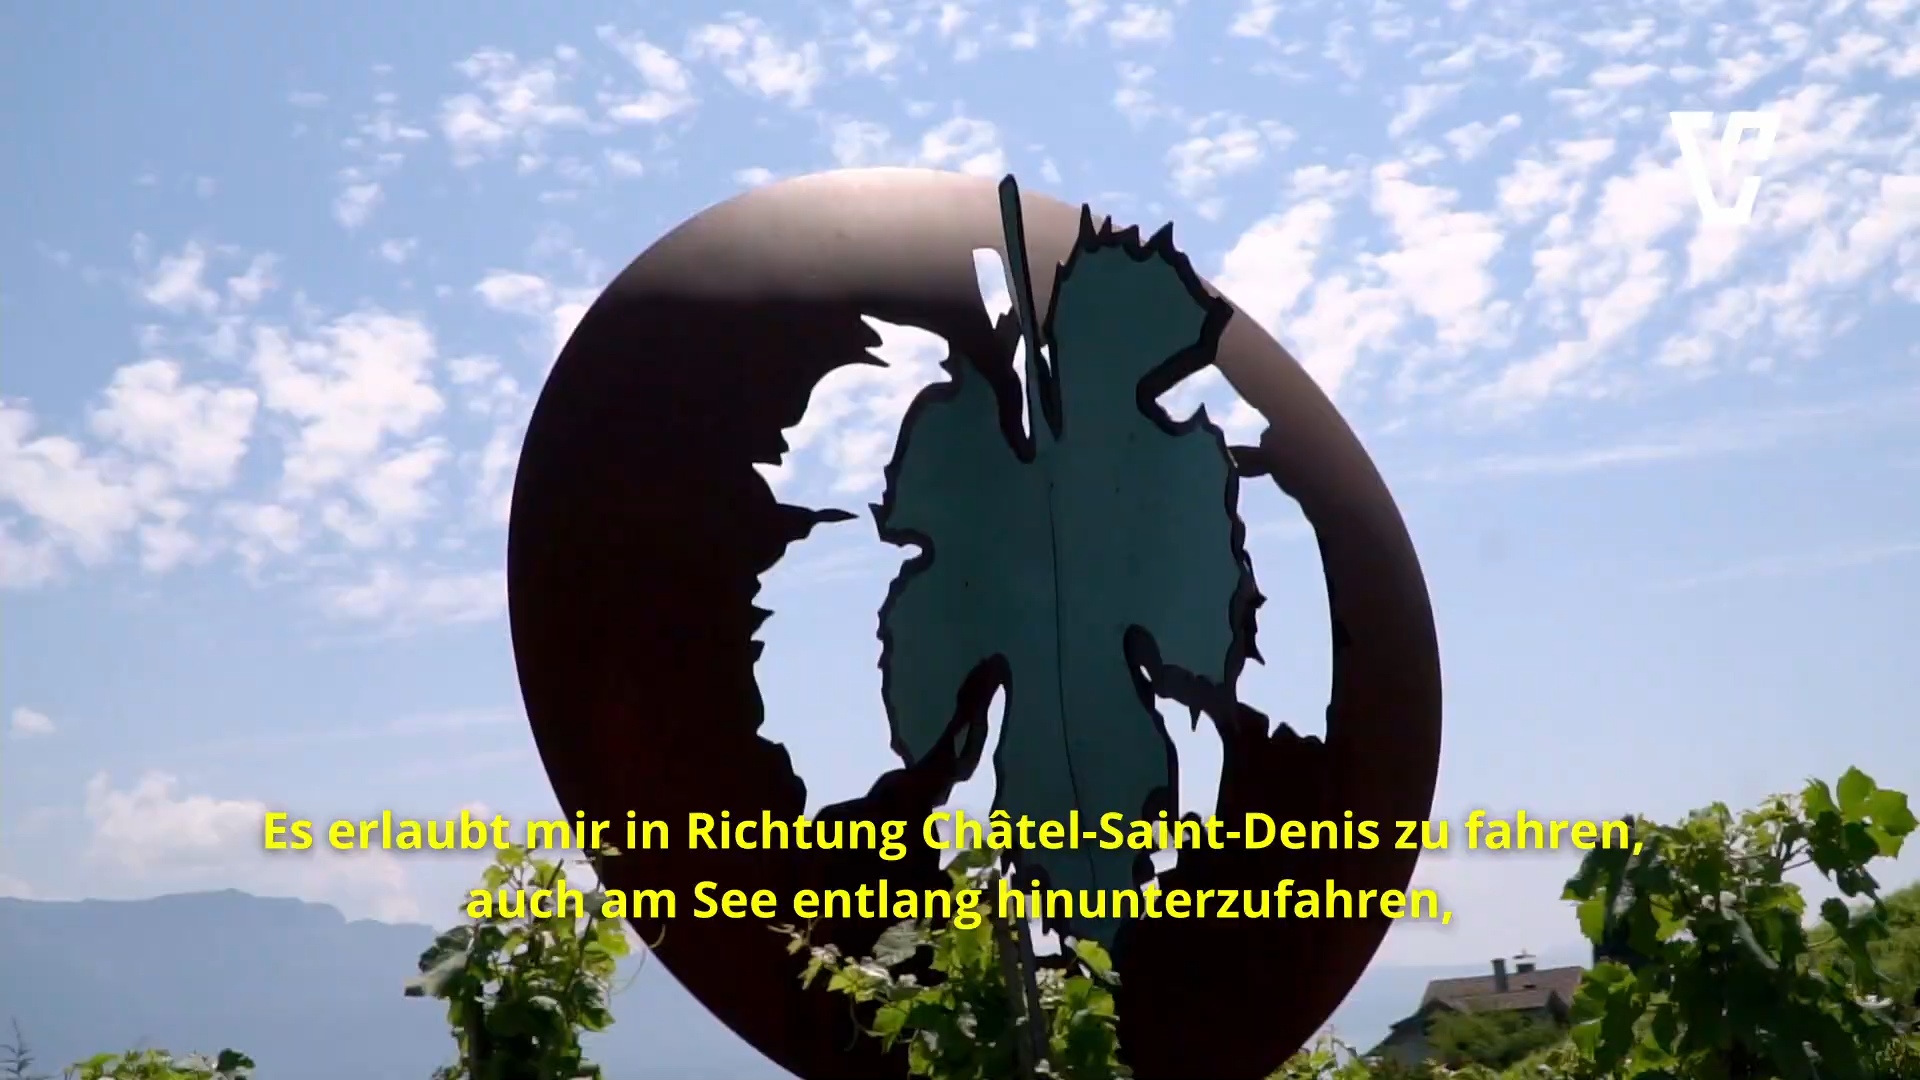 Es erlaubt mir in Richtung Châtel-Saint-Denis zu fahren,
auch am See entlang hinunterzufahren,